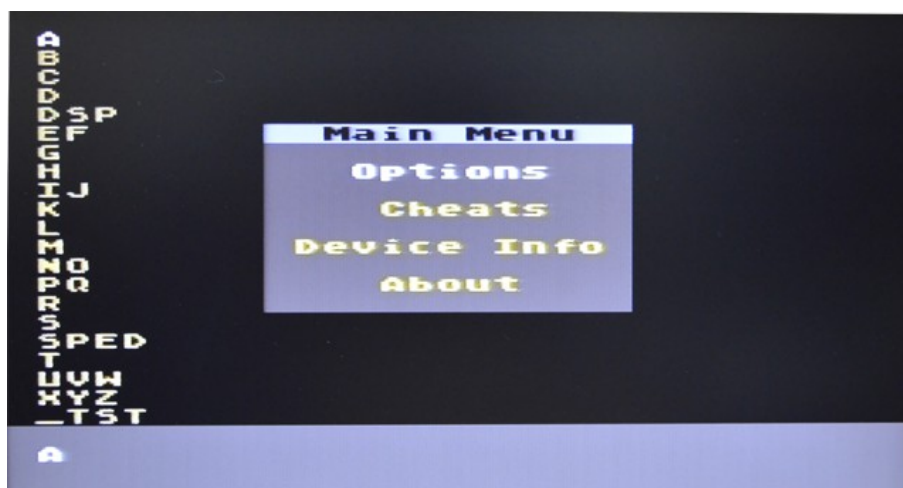 A
B
C
D
DSP
EF
G
H
IJ
K
L
M
NO
PQ
R
S
SPED
T
UVW
XYZ
_TST
Main Menu
Options
Cheats
Device Info
About
A